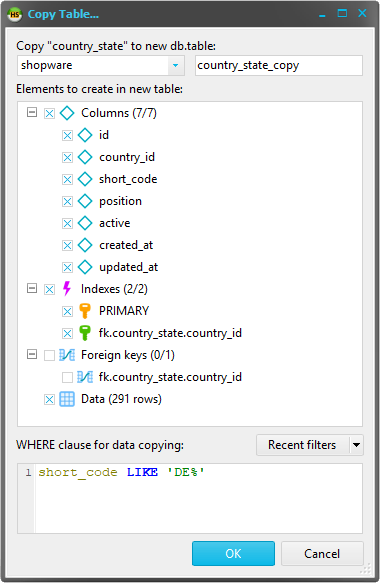 HS Copy Table...
Copy "country_state" to new db.table:
shopware country_state_copy
Elements to create in new table:
Columns (7/7)
id
country_id
short_code
position
active
created_at
updated_at
Indexes (2/2)
PRIMARY
fk.country_state.country_id
Foreign keys (0/1)
fk.country_state.country_id
Data (291 rows)
WHERE clause for data copying: Recent filters
1 short_code LIKE 'DE%'
OK Cancel